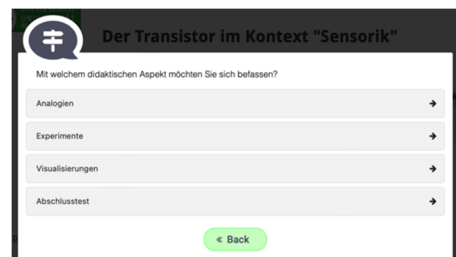 Der Transistor im Kontext "Sensorik"
Mit welchem didaktischen Aspekt möchten Sie sich befassen?
Analogien
Experimente
Visualisierungen
Abschlusstest
« Back